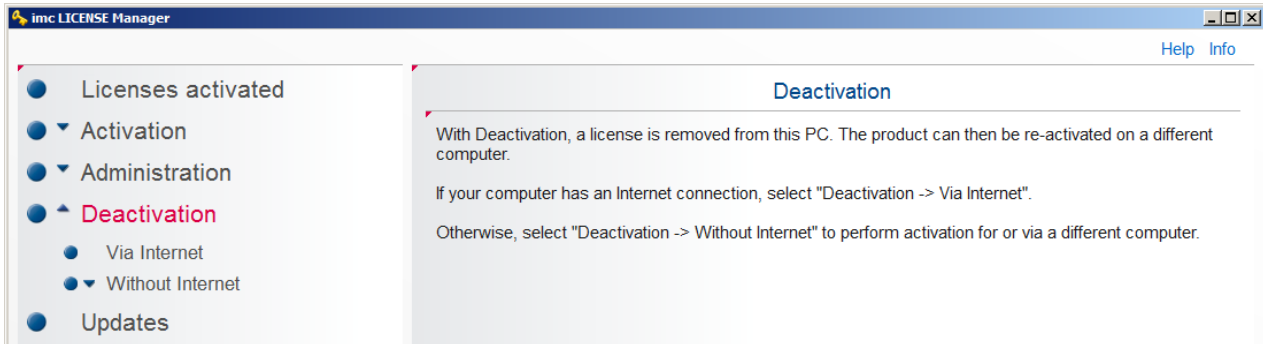 imc LICENSE Manager
Help Info
Licenses activated
Activation
Administration
Deactivation
Via Internet
Without Internet
Updates
Deactivation
With Deactivation, a license is removed from this PC. The product can then be re-activated on a different
computer.
If your computer has an Internet connection, select "Deactivation -> Via Internet".
Otherwise, select "Deactivation -> Without Internet" to perform activation for or via a different computer.